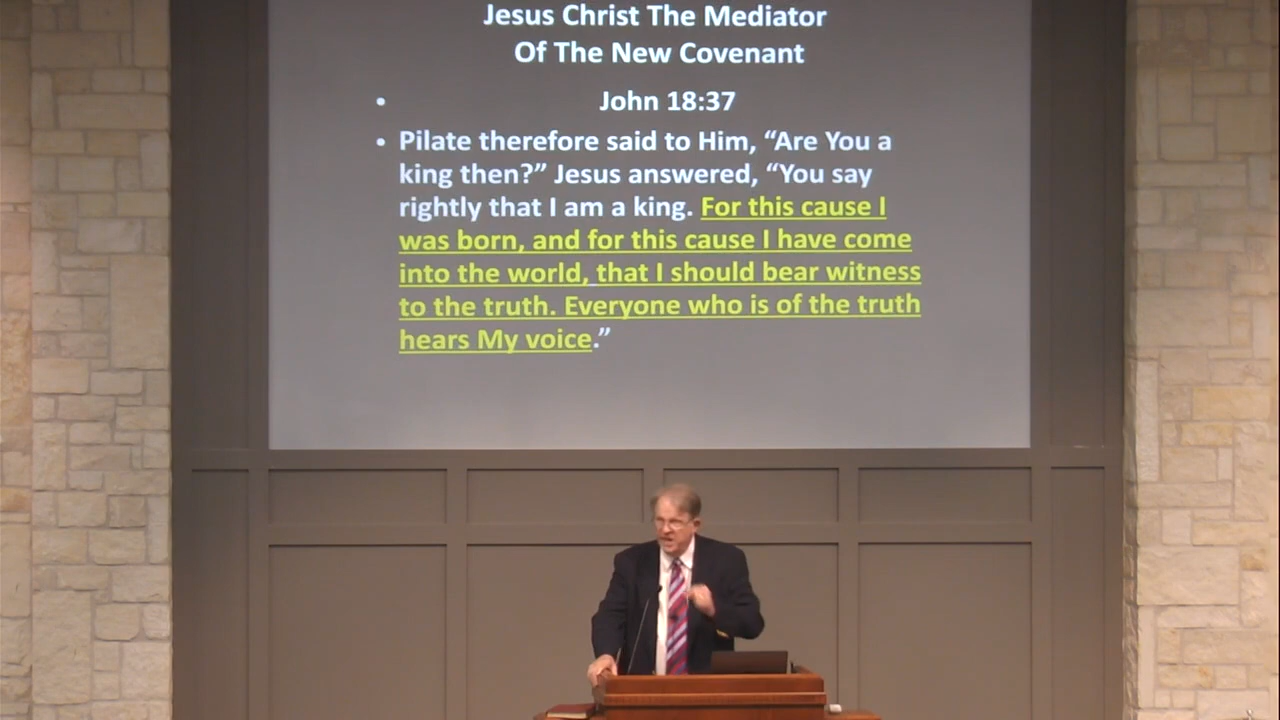 Jesus Christ The Mediator
Of The New Covenant
• John 18:37
• Pilate therefore said to Him, “Are You a
king then?” Jesus answered, “You say
rightly that I am a king. For this cause I
was born, and for this cause I have come
into the world, that I should bear witness
to the truth. Everyone who is of the truth
hears My voice.”